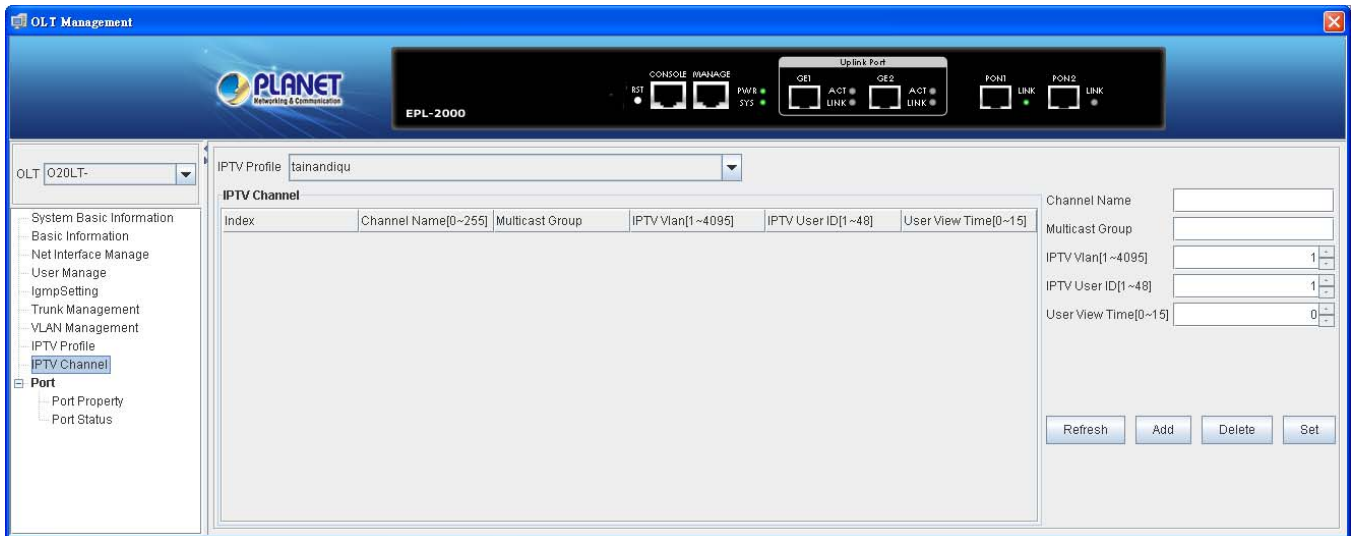 OLT Management
PLANET
Networking & Communication
EPL-2000
RST
CONSOLE
MANAGE
PWR
SYS
Uplink Port
GE1
ACT
LINK
GE2
ACT
LINK
PON1
LINK
PON2
LINK
OLT O20LT-
System Basic Information
Basic Information
Net Interface Manage
User Manage
IgmpSetting
Trunk Management
VLAN Management
IPTV Profile
IPTV Channel
Port
Port Property
Port Status
IPTV Profile tainandiqu
IPTV Channel
Index Channel Name[0~255] Multicast Group IPTV Vlan[1~4095] IPTV User ID[1~48] User View Time[0~15]
Channel Name
Multicast Group
IPTV Vlan[1~4095] 1
IPTV User ID[1~48] 1
User View Time[0~15] 0
Refresh Add Delete Set